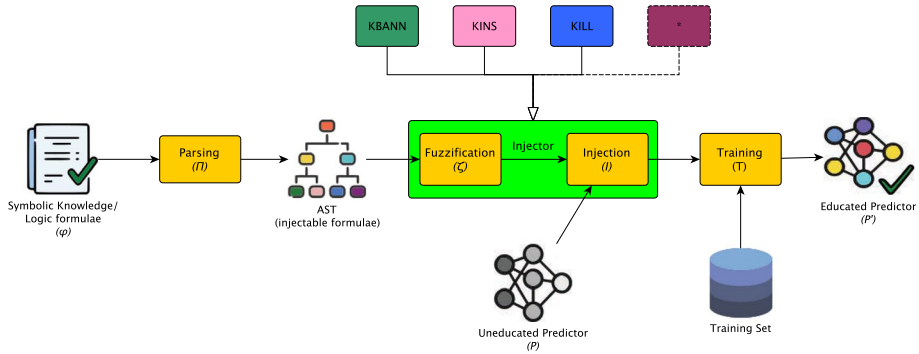 KBANN
KINS
KILL
*
Parsing
(Π)
Fuzzification
(ζ)
Injector
Injection
(I)
Training
(T)
Symbolic Knowledge/
Logic formulae
(φ)
AST
(injectable formulae)
Educated Predictor
(P')
Uneducated Predictor
(P)
Training Set